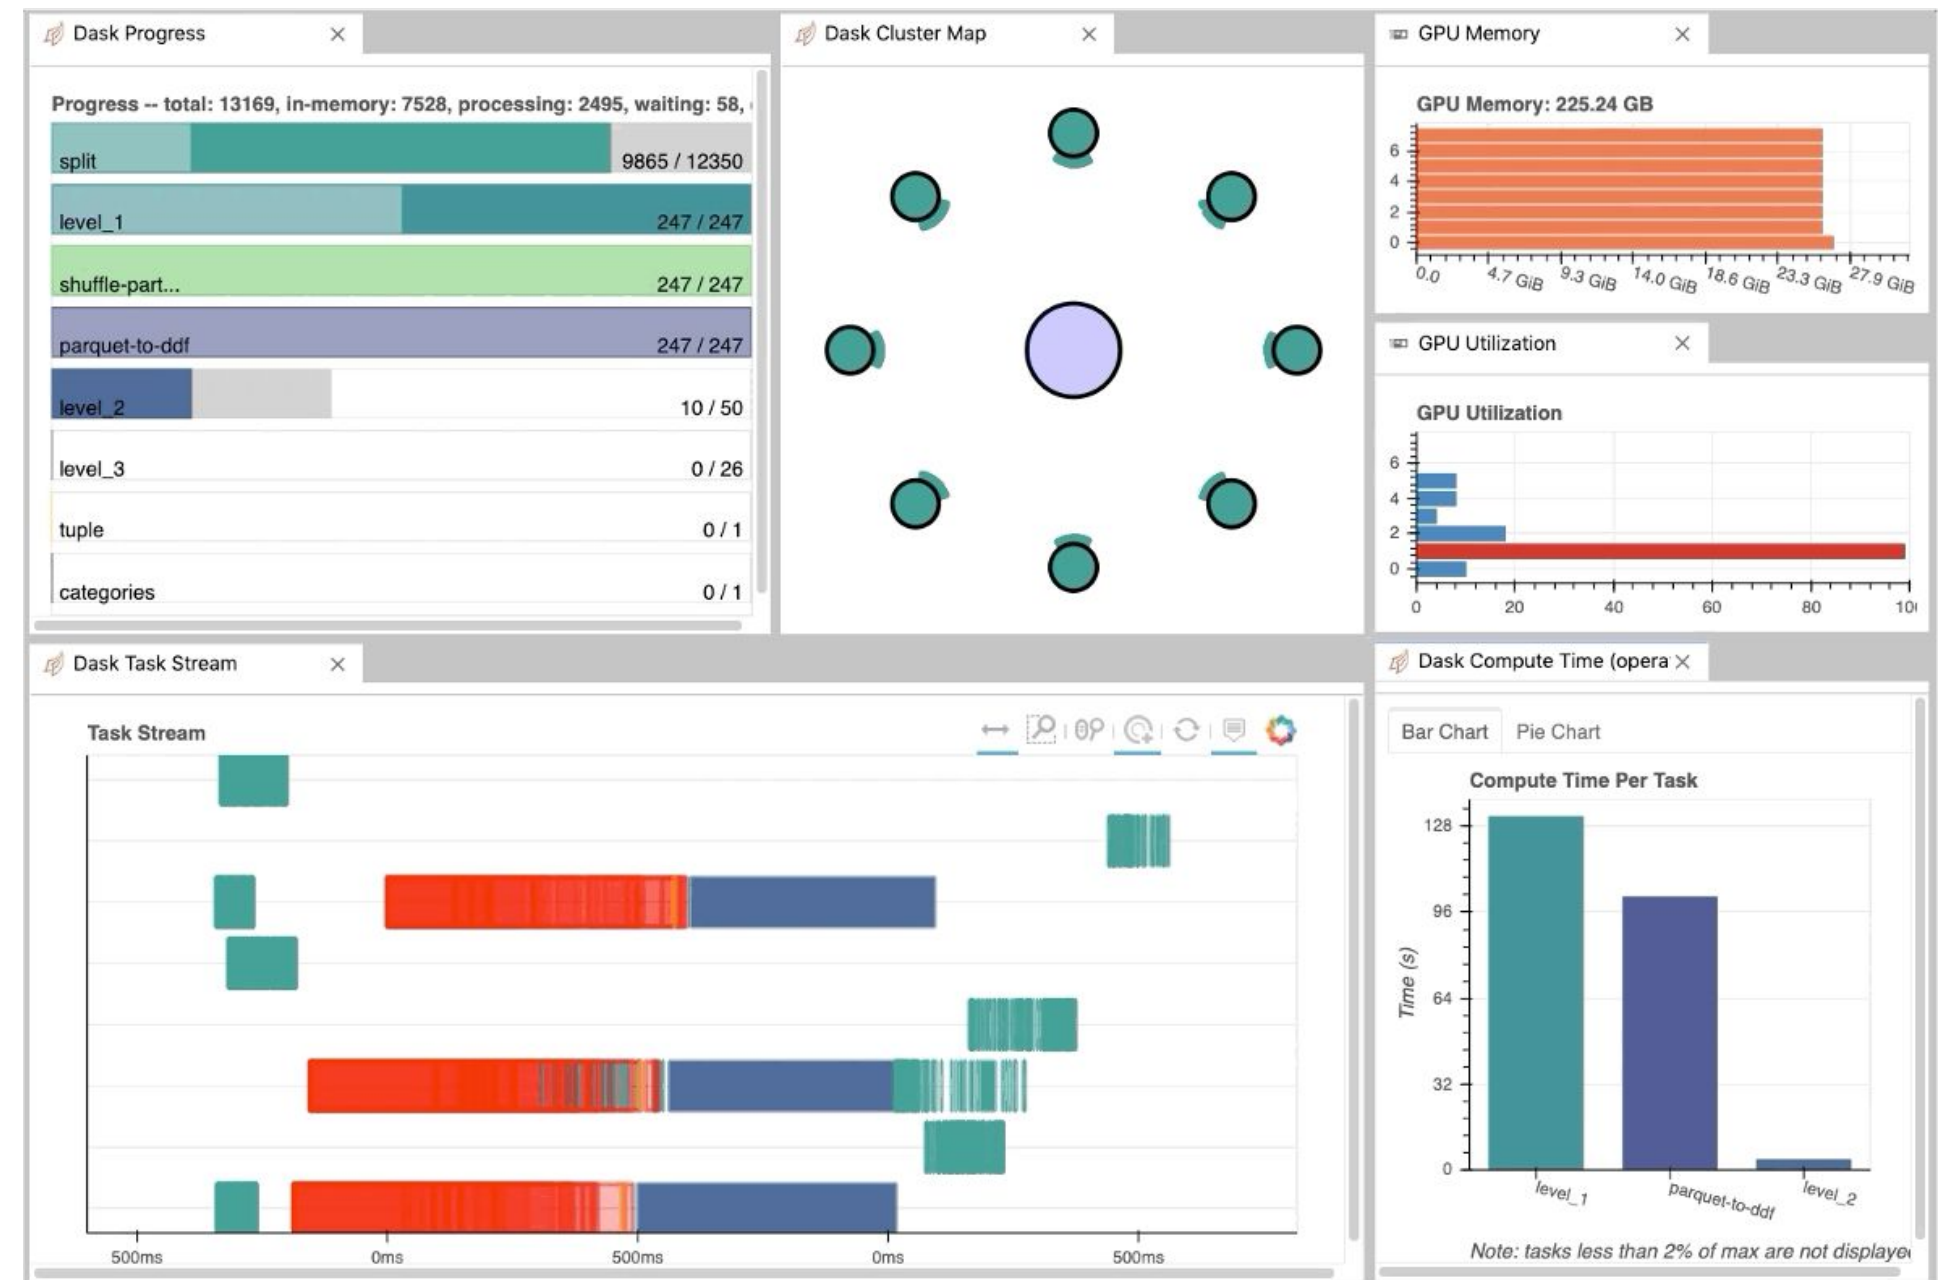 Dask Progress
Progress -- total: 13169, in-memory: 7528, processing: 2495, waiting: 58,
split 9865 / 12350
level_1 247 / 247
shuffle-part... 247 / 247
parquet-to-ddf 247 / 247
level_2 10 / 50
level_3 0 / 26
tuple 0 / 1
categories 0 / 1
Dask Cluster Map
GPU Memory
GPU Memory: 225.24 GB
6
4
2
0
0.0 4.7 GiB 9.3 GiB 14.0 GiB 18.6 GiB 23.3 GiB 27.9 GiB
GPU Utilization
GPU Utilization
6
4
2
0
0 20 40 60 80 10
Dask Task Stream
Task Stream
500ms 0ms 500ms 0ms 500ms
Dask Compute Time (opera
Bar Chart Pie Chart
Compute Time Per Task
128
96
64
32
0
Time (s)
level_1 parquet-to-ddf level_2
Note: tasks less than 2% of max are not displaye